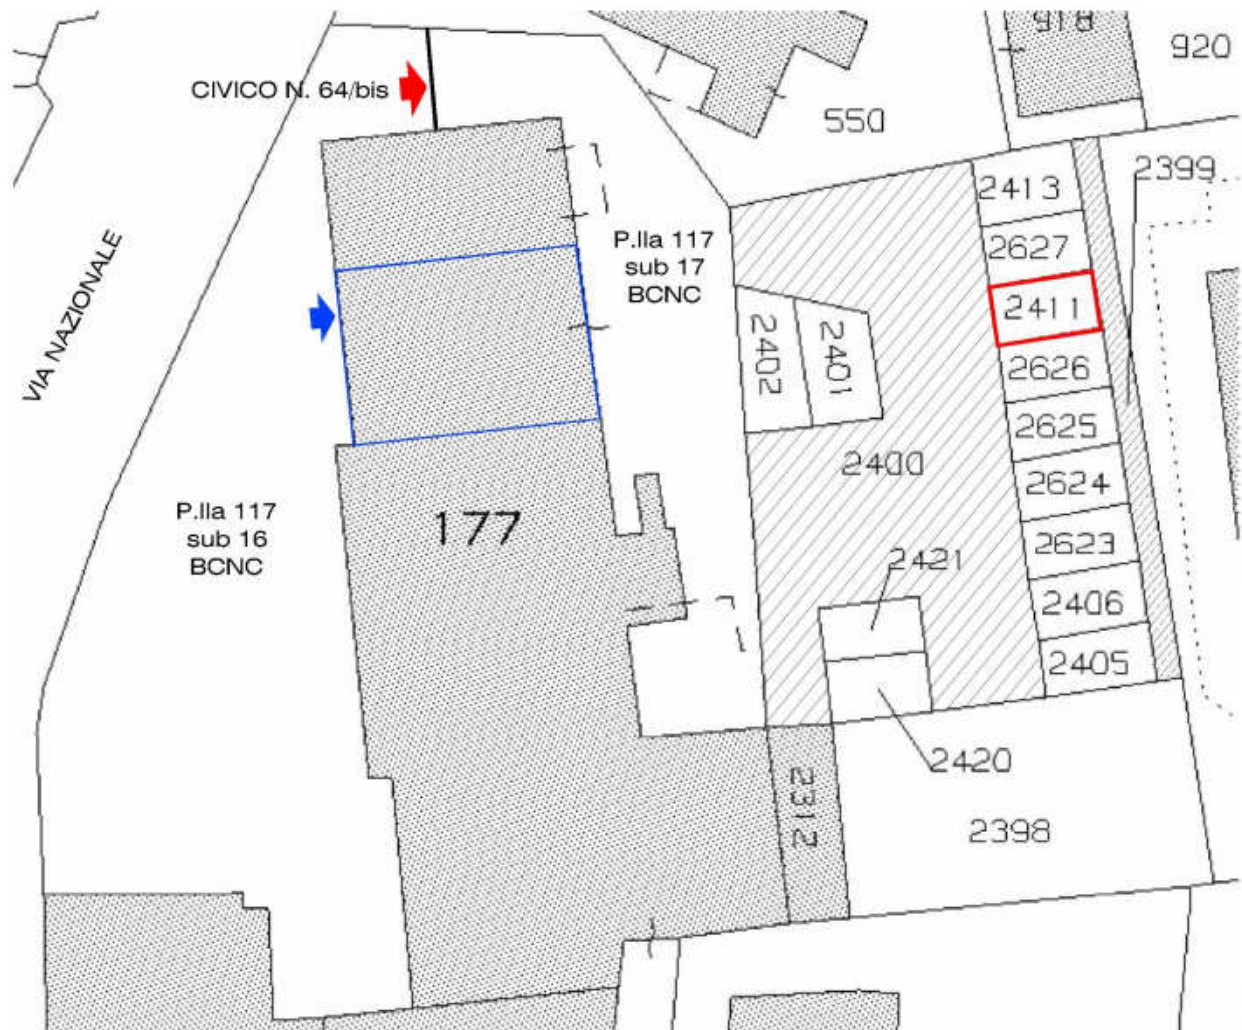 918
920
CIVICO N. 64/bis
550
2399
2413
2627
P.lla 117
sub 17
BCNC
VIA NAZIONALE
2411
2402
2401
2626
2625
2400
2624
P.lla 117
sub 16
BCNC
177
2623
2421
2406
2405
2420
2312
2398